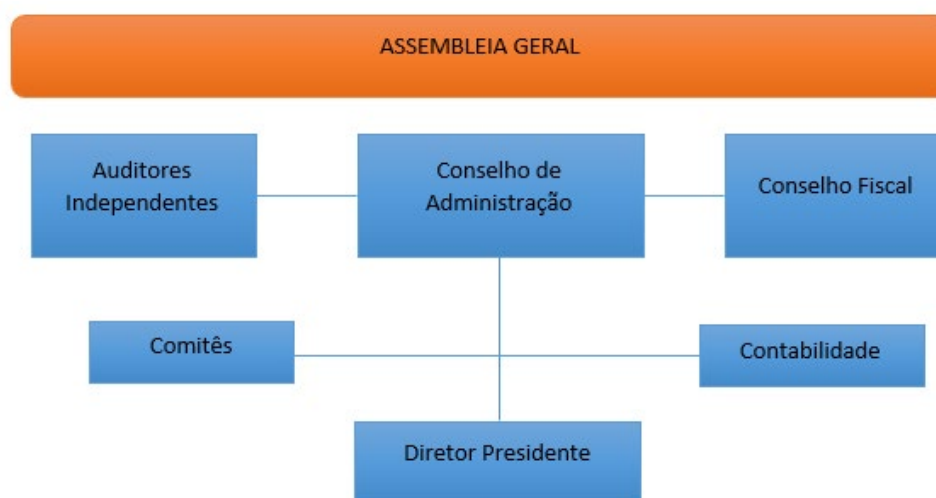 ASSEMBLEIA GERAL
Auditores
Independentes
Conselho de
Administração
Conselho Fiscal
Comitês
Contabilidade
Diretor Presidente